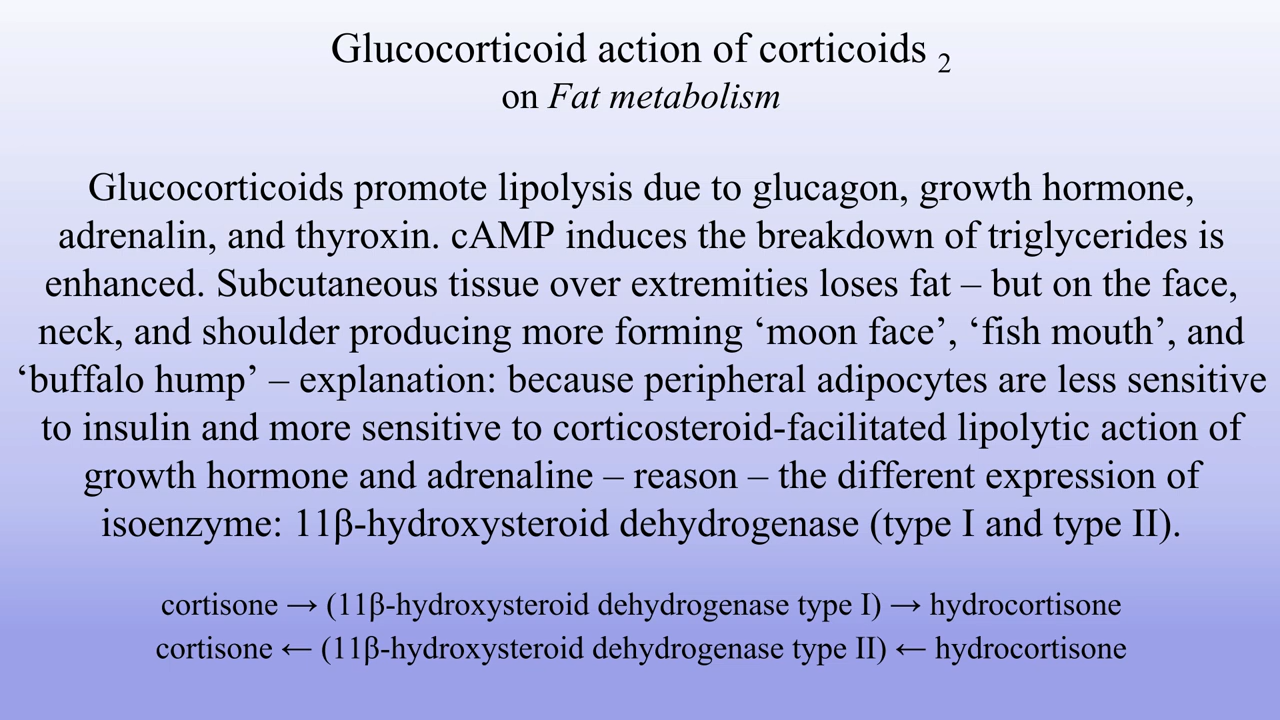 Glucocorticoid action of corticoids 2
on Fat metabolism
Glucocorticoids promote lipolysis due to glucagon, growth hormone,
adrenalin, and thyroxin. cAMP induces the breakdown of triglycerides is
enhanced. Subcutaneous tissue over extremities loses fat – but on the face,
neck, and shoulder producing more forming ‘moon face’, ‘fish mouth’, and
‘buffalo hump’ – explanation: because peripheral adipocytes are less sensitive
to insulin and more sensitive to corticosteroid-facilitated lipolytic action of
growth hormone and adrenaline – reason – the different expression of
isoenzyme: 11β-hydroxysteroid dehydrogenase (type I and type II).
cortisone → (11β-hydroxysteroid dehydrogenase type I) → hydrocortisone
cortisone ← (11β-hydroxysteroid dehydrogenase type II) ← hydrocortisone